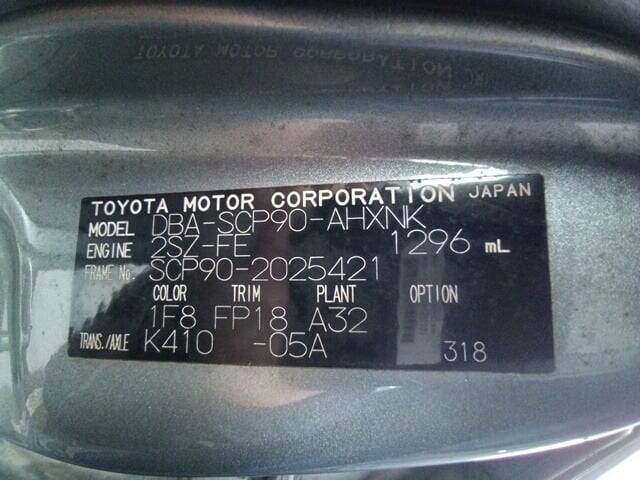 TOYOTA MOTOR CORPORATION JAPAN
MODEL DBA-SCP90-AHXNK
ENGINE 2SZ-FE 1296 mL
FRAME No. SCP90-2025421
COLOR TRIM PLANT OPTION
1F8 FP18 A32
TRANS./AXLE K410 -05A 318